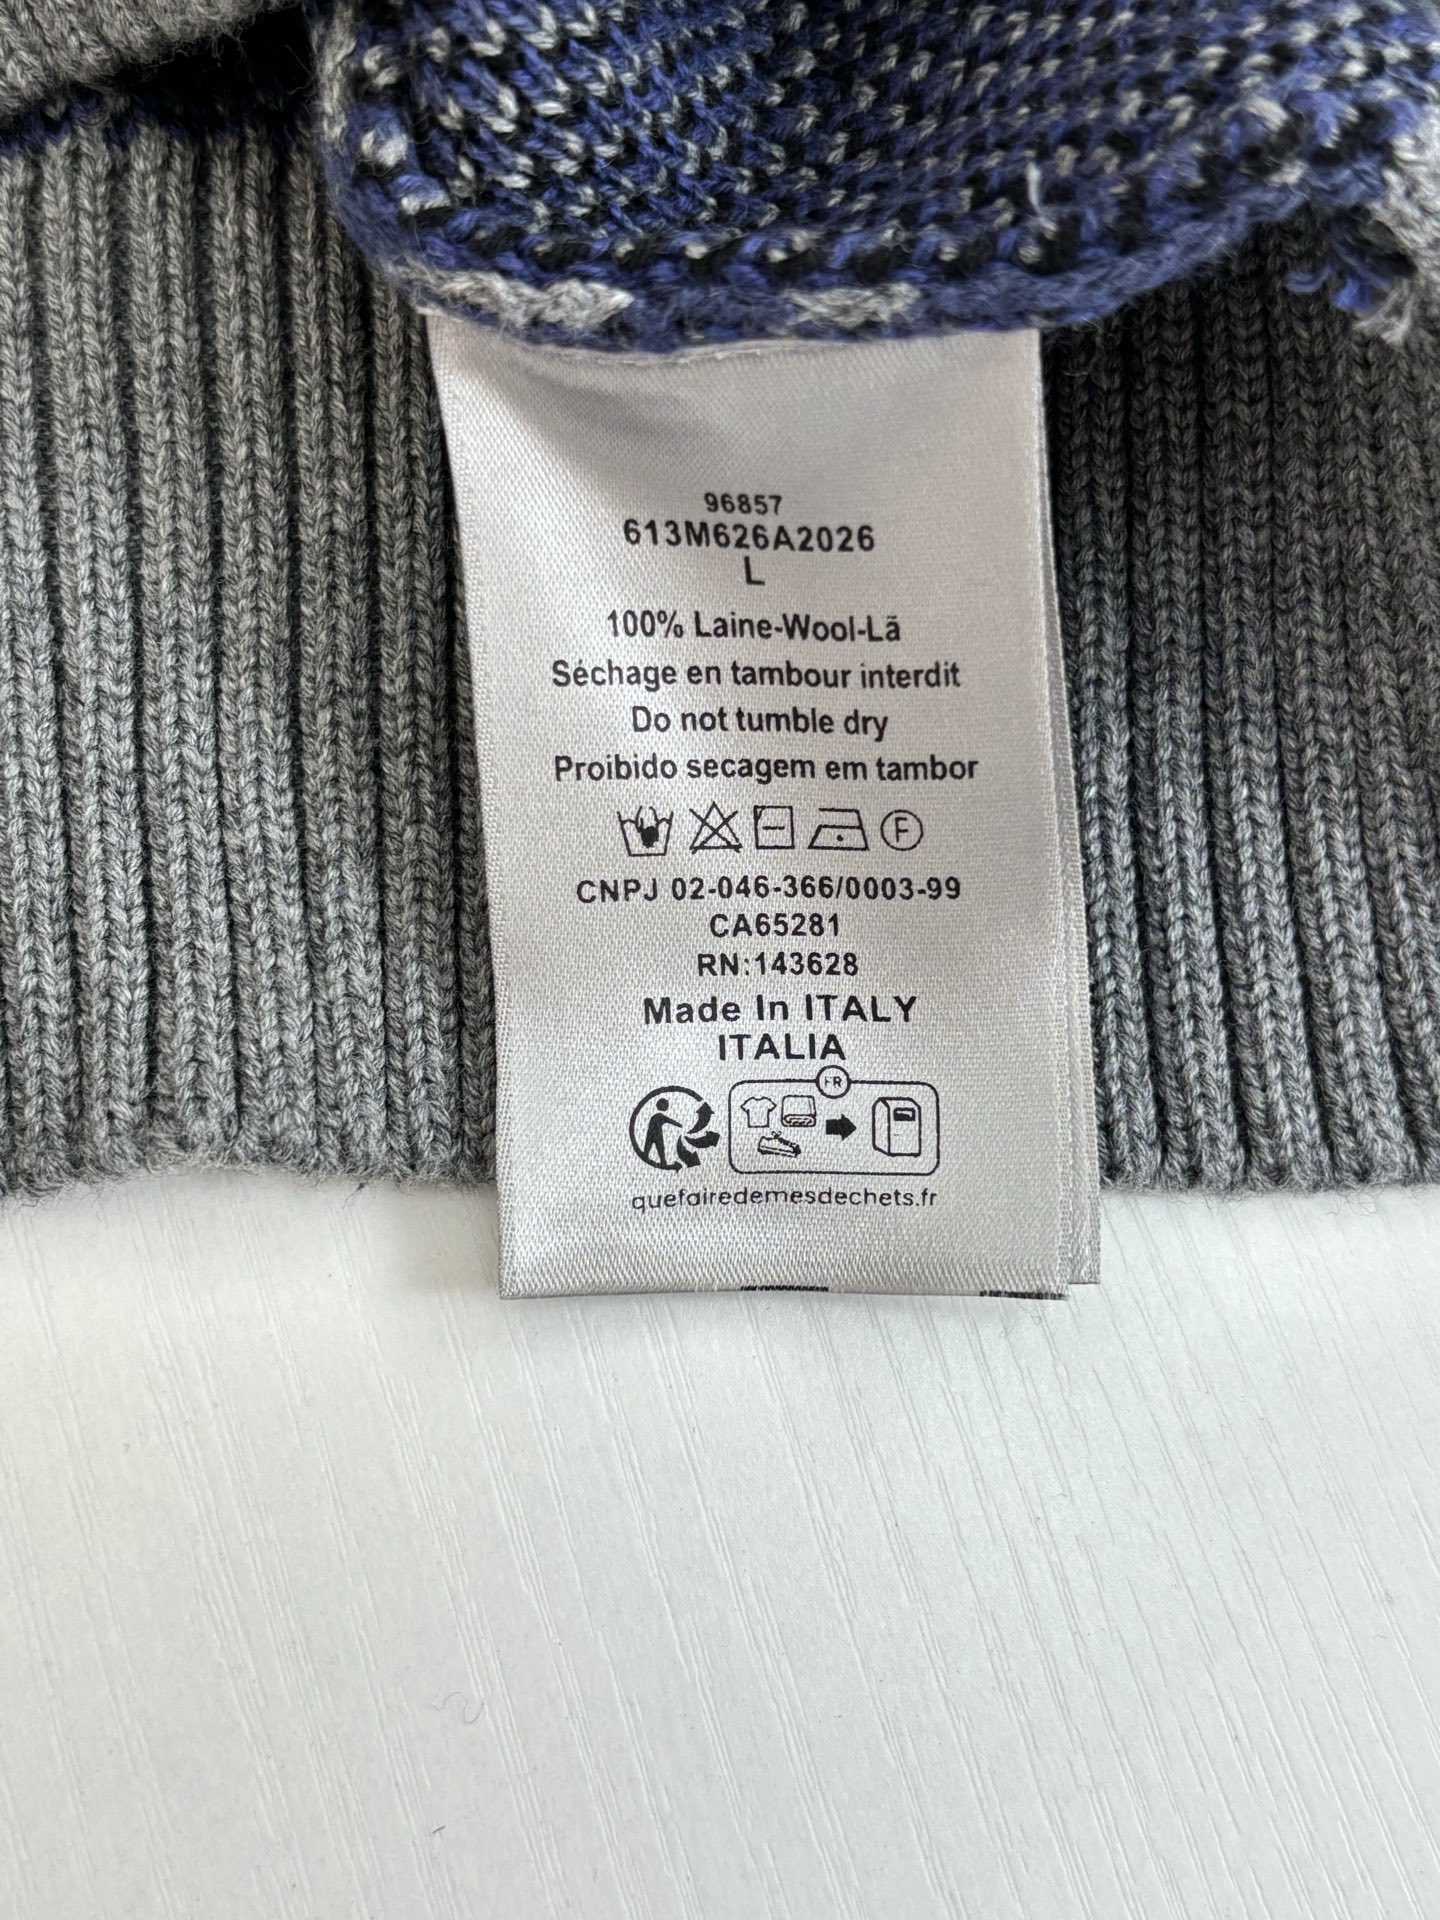 96857
613M626A2026
L
100% Laine-Wool-Lã
Séchage en tambour interdit
Do not tumble dry
Proibido secagem em tambor
F
CNPJ 02-046-366/0003-99
CA65281
RN:143628
Made In ITALY
ITALIA
FR
quefairedemesdechets.fr